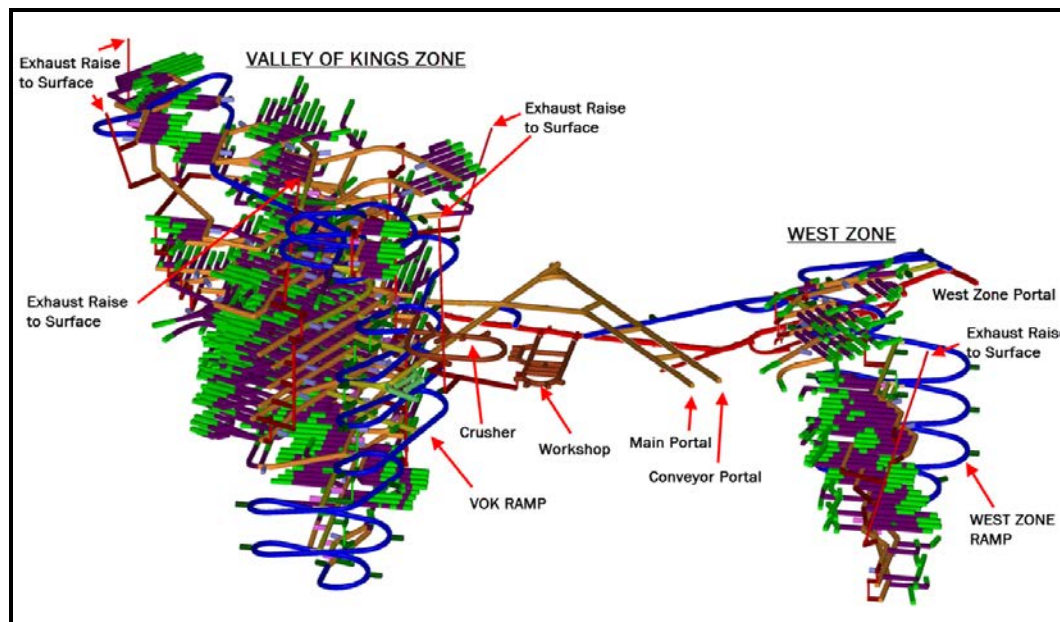 Exhaust Raise
to Surface
VALLEY OF KINGS ZONE
Exhaust Raise
to Surface
WEST ZONE
West Zone Portal
Exhaust Raise
to Surface
Exhaust Raise
to Surface
Crusher
Workshop
Main Portal
Conveyor Portal
VOK RAMP
WEST ZONE
RAMP